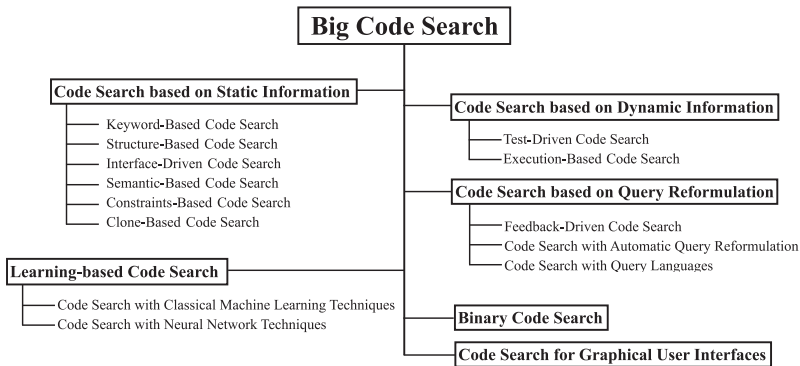 Big Code Search
Code Search based on Static Information
Keyword-Based Code Search
Structure-Based Code Search
Interface-Driven Code Search
Semantic-Based Code Search
Constraints-Based Code Search
Clone-Based Code Search
Learning-based Code Search
Code Search with Classical Machine Learning Techniques
Code Search with Neural Network Techniques
Code Search based on Dynamic Information
Test-Driven Code Search
Execution-Based Code Search
Code Search based on Query Reformulation
Feedback-Driven Code Search
Code Search with Automatic Query Reformulation
Code Search with Query Languages
Binary Code Search
Code Search for Graphical User Interfaces